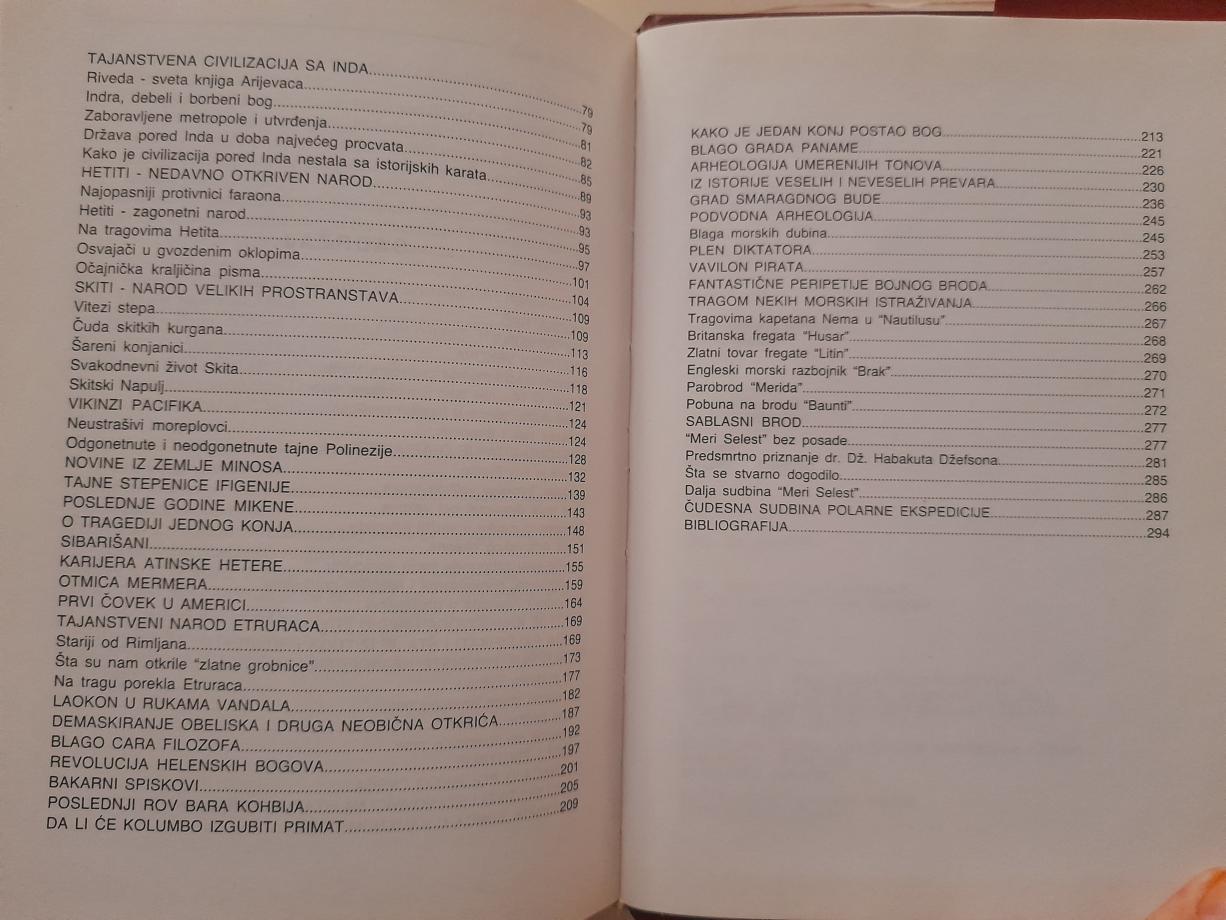 TAJANSTVENA CIVILIZACIJA SA INDA....................79
Riveda - sveta knjiga Arijevaca....................79
Indra, debeli i borbeni bog....................81
Zaboravljene metropole i utvrđenja....................82
Država pored Inda u doba najvećeg procvata....................85
Kako je civilizacija pored Inda nestala sa istorijskih karata....................89
HETITI - NEDAVNO OTKRIVEN NAROD....................93
Najopasniji protivnici faraona....................93
Hetiti - zagonetni narod....................95
Na tragovima Hetita....................97
Osvajači u gvozdenim oklopima....................101
Očajnička kraljičina pisma....................104
SKITI - NAROD VELIKIH PROSTRANSTAVA....................109
Vitezi stepa....................109
Čuda skitkih kurgana....................113
Šareni konjanici....................116
Svakodnevni život Skita....................118
Skitski Napulj....................121
VIKINZI PACIFIKA....................124
Neustrašivi moreplovci....................124
Odgonetnute i neodgonetnute tajne Polinezije....................128
NOVINE IZ ZEMLJE MINOSA....................132
TAJNE STEPENICE IFIGENIJE....................139
POSLEDNJE GODINE MIKENE....................143
O TRAGEDIJI JEDNOG KONJA....................148
SIBARIŠANI....................151
KARIJERA ATINSKE HETERE....................155
OTMICA MERMERA....................159
PRVI ČOVEK U AMERICI....................164
TAJANSTVENI NAROD ETRURACA....................169
Stariji od Rimljana....................169
Šta su nam otkrile “zlatne grobnice”....................173
Na tragu porekla Etruraca....................177
LAOKON U RUKAMA VANDALA....................182
DEMASKIRANJE OBELISKA I DRUGA NEOBIČNA OTKRIĆA....................187
BLAGO CARA FILOZOFA....................192
REVOLUCIJA HELENSKIH BOGOVA....................197
BAKARNI SPISKOVI....................201
POSLEDNJI ROV BARA KOHBIJA....................205
DA LI ĆE KOLUMBO IZGUBITI PRIMAT....................209
KAKO JE JEDAN KONJ POSTAO BOG....................213
BLAGO GRADA PANAME....................221
ARHEOLOGIJA UMERENIJIH TONOVA....................226
IZ ISTORIJE VESELIH I NEVESELIH PREVARA....................230
GRAD SMARAGDNOG BUDE....................236
PODVODNA ARHEOLOGIJA....................245
Blaga morskih dubina....................245
PLEN DIKTATORA....................253
VAVILON PIRATA....................257
FANTASTIČNE PERIPETIJE BOJNOG BRODA....................262
TRAGOM NEKIH MORSKIH ISTRAŽIVANJA....................266
Tragovima kapetana Nema u “Nautilusu”....................267
Britanska fregata “Husar”....................268
Zlatni tovar fregate “Litin”....................269
Engleski morski razbojnik “Brak”....................270
Parobrod “Merida”....................271
Pobuna na brodu “Baunti”....................272
SABLASNI BROD....................277
“Meri Selest” bez posade....................277
Predsmrtno priznanje dr. Dž. Habakuta Džefsona....................281
Šta se stvarno dogodilo....................285
Dalja sudbina “Meri Selest”....................286
ČUDESNA SUDBINA POLARNE EKSPEDICIJE....................287
BIBLIOGRAFIJA....................294